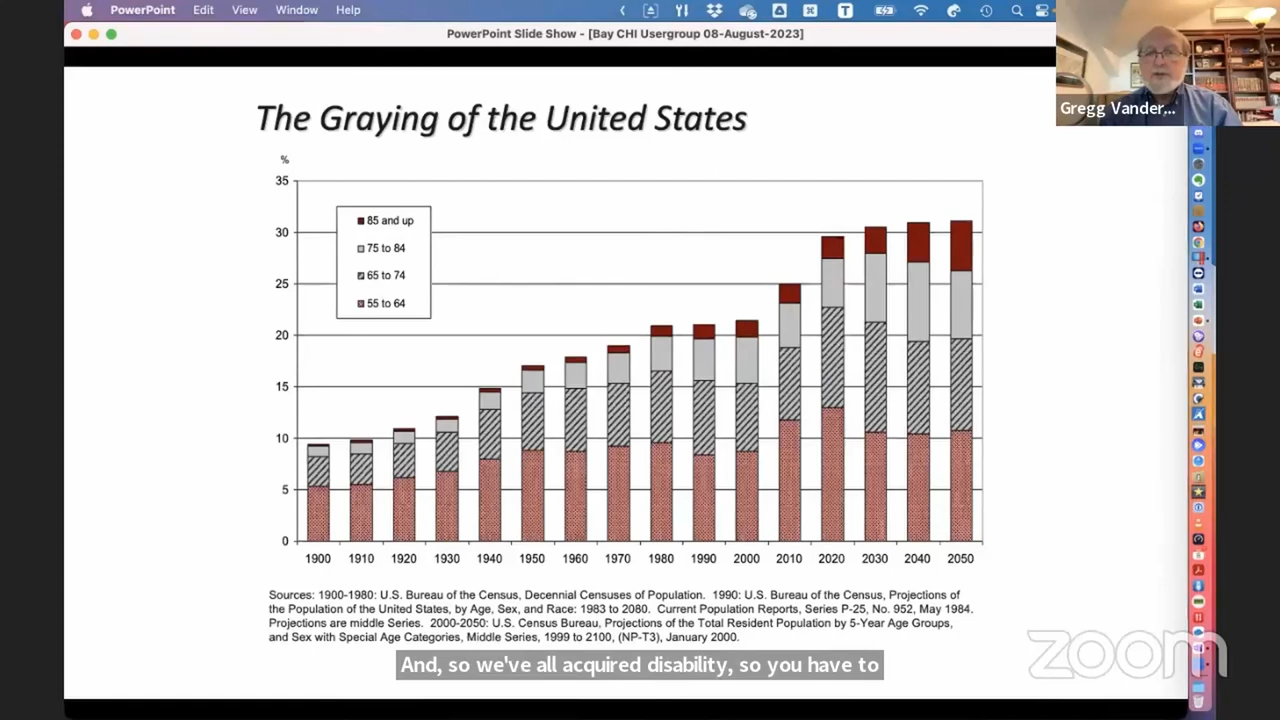 PowerPoint Edit View Window Help
PowerPoint Slide Show - [Bay CHI Usergroup 08-August-2023]
Gregg Vander...
The Graying of the United States
%
35
30
25
20
15
10
5
0
85 and up
75 to 84
65 to 74
55 to 64
1900 1910 1920 1930 1940 1950 1960 1970 1980 1990 2000 2010 2020 2030 2040 2050
Sources: 1900-1980: U.S. Bureau of the Census, Decennial Censuses of Population. 1990: U.S. Bureau of the Census, Projections of
the Population of the United States, by Age, Sex, and Race: 1983 to 2080. Current Population Reports, Series P-25, No. 952, May 1984.
Projections are middle Series. 2000-2050: U.S. Census Bureau, Projections of the Total Resident Population by 5-Year Age Groups,
and Sex with Special Age Categories, Middle Series, 1999 to 2100, (NP-T3), January 2000.
And, so we've all acquired disability, so you have to
zoom